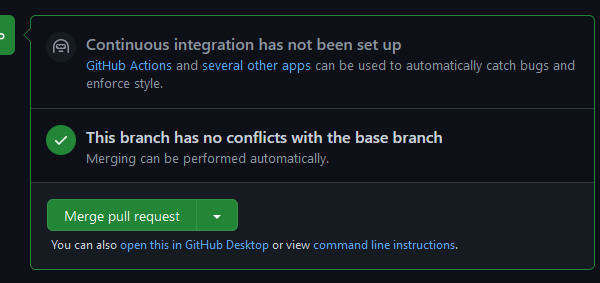 Continuous integration has not been set up
GitHub Actions and several other apps can be used to automatically catch bugs and
enforce style.
This branch has no conflicts with the base branch
Merging can be performed automatically.
Merge pull request
You can also open this in GitHub Desktop or view command line instructions.